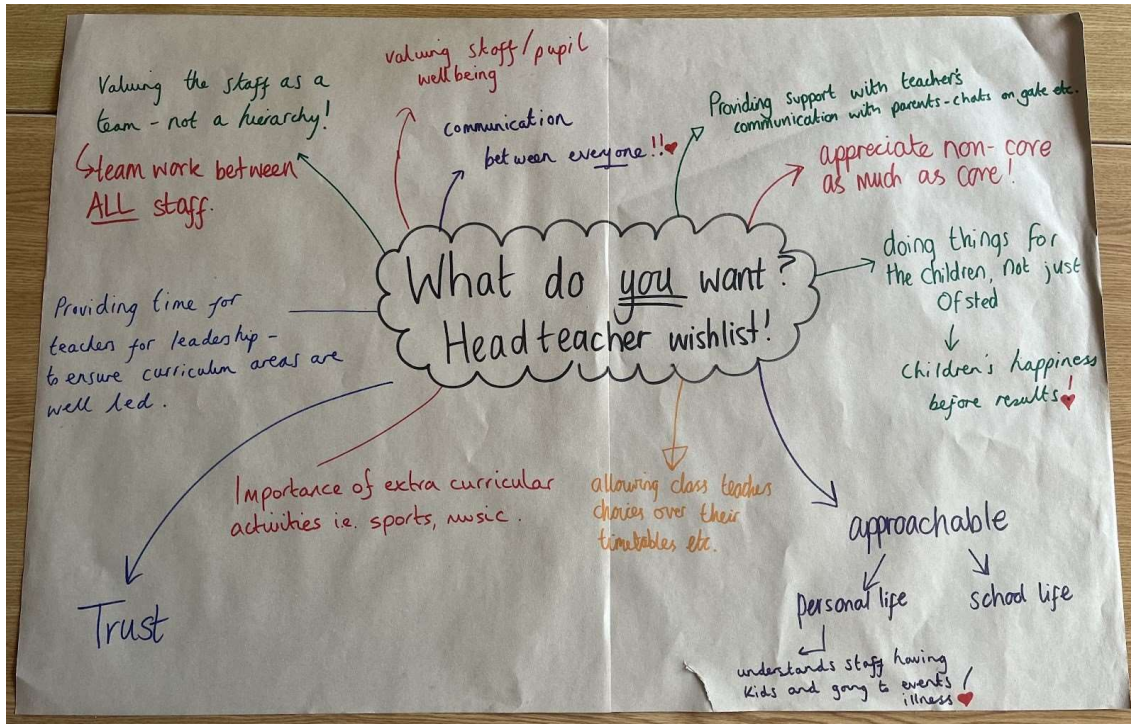 What do you want?
Headteacher wishlist!
Valuing the staff as a
team - not a hierarchy!
team work between
ALL staff.
valuing staff/pupil
wellbeing
communication
between everyone!!
Providing support with teacher's
communication with parents - chats on gate etc.
appreciate non-core
as much as core!
doing things for
the children, not just
Ofsted
Children's happiness
before results!
approachable
personal life
school life
understands staff having
kids and going to events/
illness
allowing class teachers
choices over their
timetables etc.
Importance of extra curricular
activities i.e. sports, music.
Trust
Providing time for
teachers for leadership -
to ensure curriculum areas are
well led.